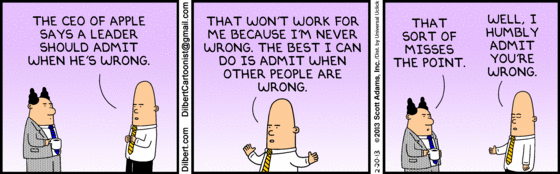 THE CEO OF APPLE
SAYS A LEADER
SHOULD ADMIT
WHEN HE'S WRONG.
Dilbert.com DilbertCartoonist@gmail.com
THAT WON'T WORK FOR
ME BECAUSE I'M NEVER
WRONG. THE BEST I CAN
DO IS ADMIT WHEN
OTHER PEOPLE ARE
WRONG.
2-20-13 © 2013 Scott Adams, Inc. /Dist. by Universal Uclick
THAT
SORT OF
MISSES
THE POINT.
WELL, I
HUMBLY
ADMIT
YOU'RE
WRONG.